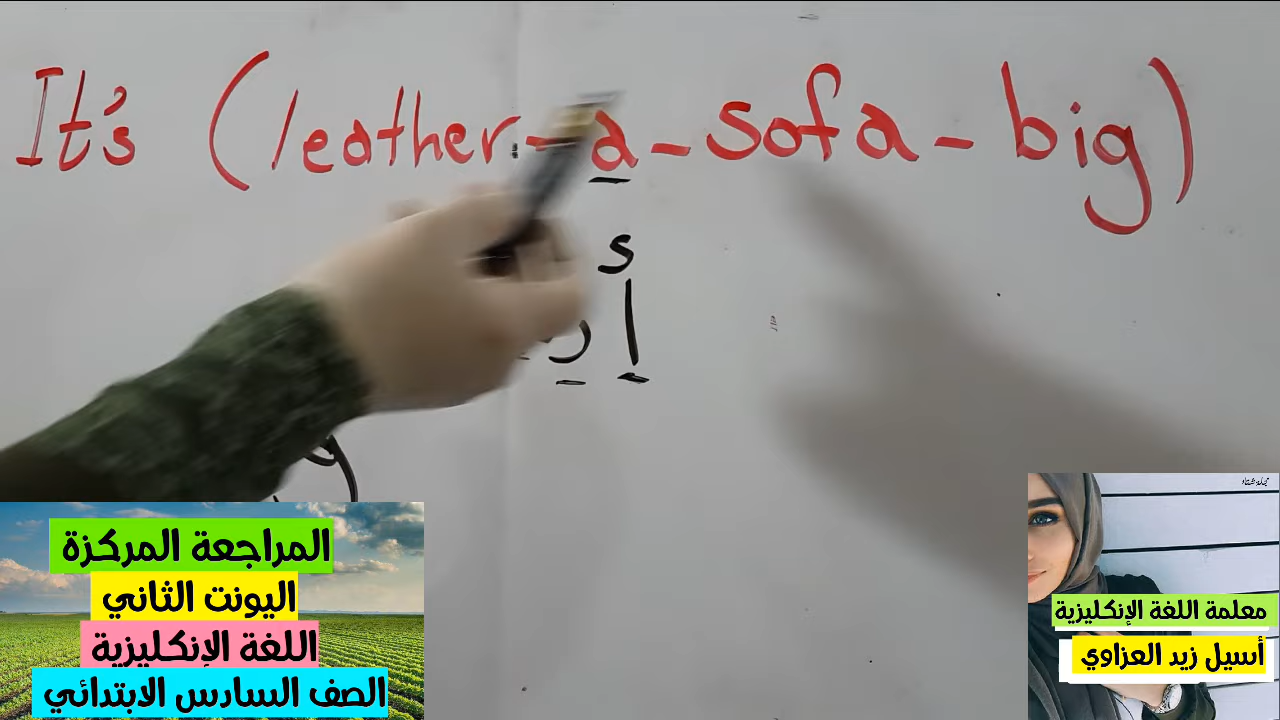 It's (leather - a - sofa - big)
s
المراجعة المركزة
اليونت الثاني
اللغة الإنكليزية
الصف السادس الابتدائي
معلمة اللغة الإنكليزية
أسيل زيد العزاوي